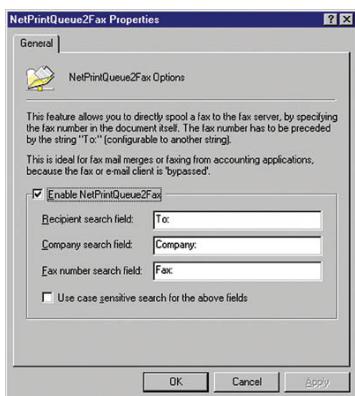 NetPrintQueue2Fax Properties
General
NetPrintQueue2Fax Options
This feature allows you to directly spool a fax to the fax server, by specifying
the fax number in the document itself. The fax number has to be preceded
by the string "To:" (configurable to another string).
This is ideal for fax mail merges or faxing from accounting applications,
because the fax or e-mail client is 'bypassed'.
Enable NetPrintQueue2Fax
Recipient search field: To:
Company search field: Company:
Fax number search field: Fax:
Use case sensitive search for the above fields
OK Cancel Apply